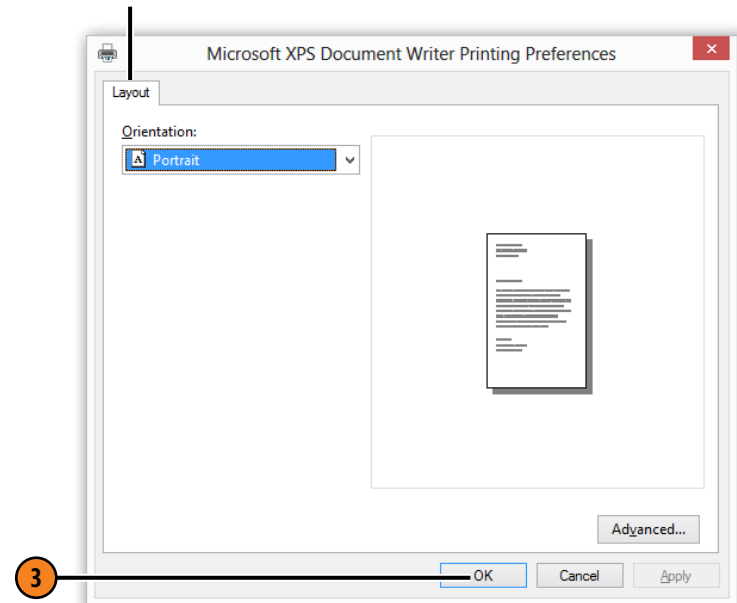 Microsoft XPS Document Writer Printing Preferences
Layout
Orientation:
A Portrait
Advanced...
3
OK Cancel Apply